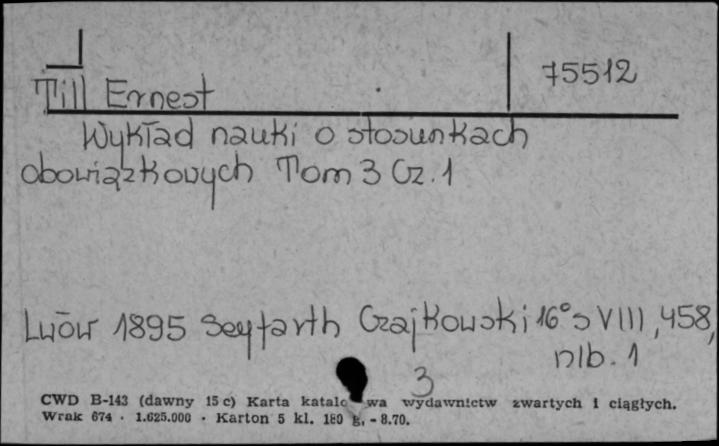 75512
Till Ernest
Wykład nauki o stosunkach
obowiązkowych Tom 3 Cz. 1
Lwów 1895 Seyfarth Czajkowski 16° s VIII, 458,
nlb. 1
3
CWD B-143 (dawny 15 c) Karta katalo wa wydawnictw zwartych i ciągłych.
Wrak 674 · 1.625.000 · Karton 5 kl. 180 g. - 8.70.